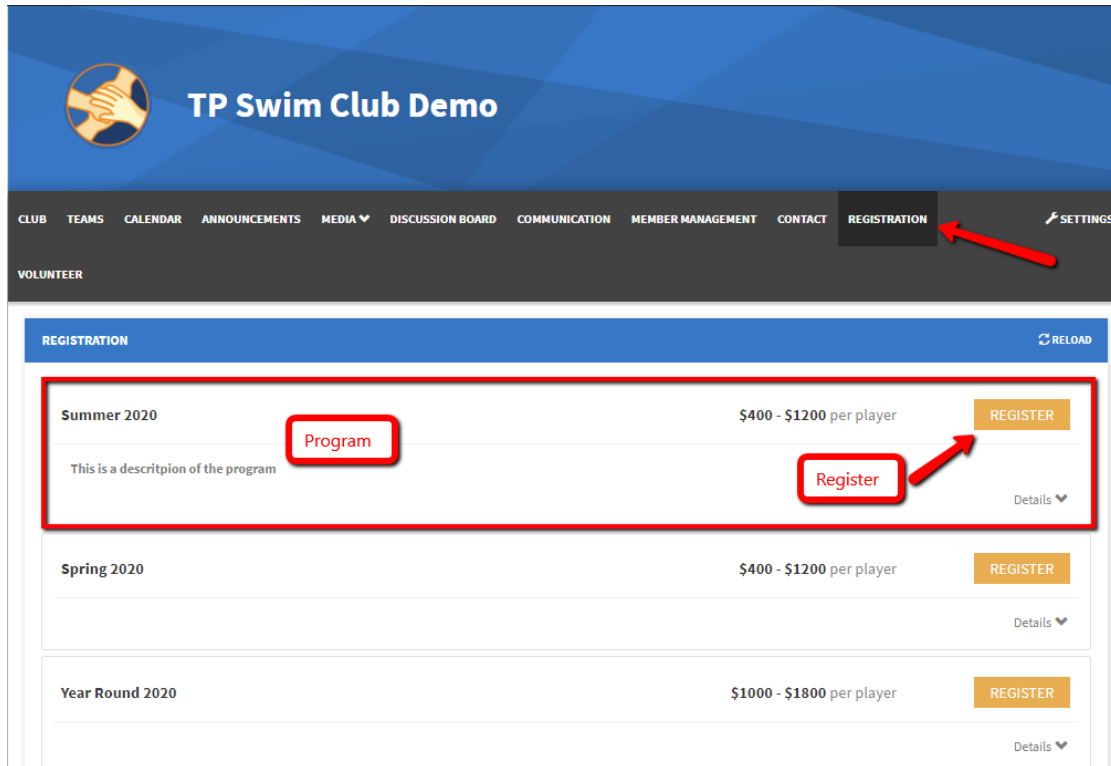 TP Swim Club Demo
CLUB TEAMS CALENDAR ANNOUNCEMENTS MEDIA DISCUSSION BOARD COMMUNICATION MEMBER MANAGEMENT CONTACT REGISTRATION SETTINGS
VOLUNTEER
REGISTRATION RELOAD
Summer 2020 $400 - $1200 per player REGISTER
Program
This is a descritpion of the program
Register
Details
Spring 2020 $400 - $1200 per player REGISTER
Details
Year Round 2020 $1000 - $1800 per player REGISTER
Details